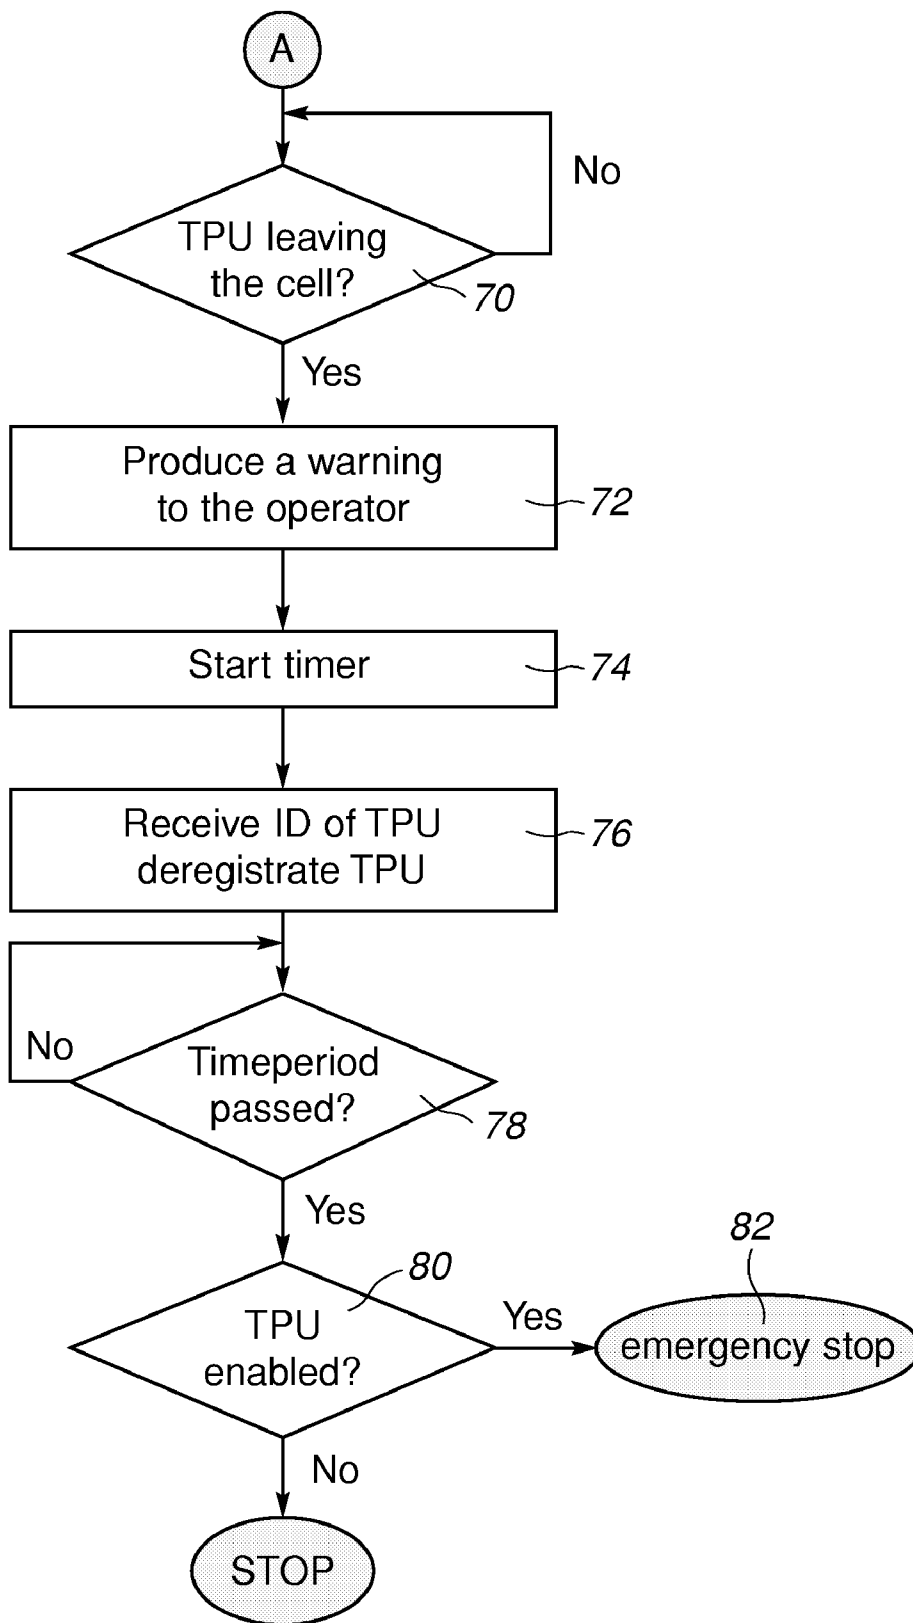 A
No
TPU leaving
the cell?
70
Yes
Produce a warning
to the operator
72
Start timer
74
Receive ID of TPU
deregistrate TPU
76
No
Timeperiod
passed?
78
Yes
80
82
TPU
enabled?
Yes
emergency stop
No
STOP